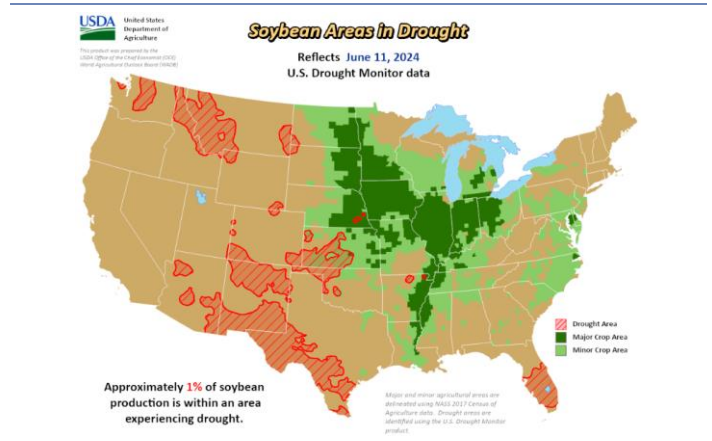 USDA
United States
Department of
Agriculture
This product was prepared by the
USDA Office of the Chief Economist (OCE)
World Agricultural Outlook Board (WAOB)
Soybean Areas in Drought
Reflects June 11, 2024
U.S. Drought Monitor data
Drought Area
Major Crop Area
Minor Crop Area
Approximately 1% of soybean
production is within an area
experiencing drought.
Major and minor agricultural areas are
delineated using NASS 2017 Census of
Agriculture data. Drought areas are
identified using the U.S. Drought Monitor
product.